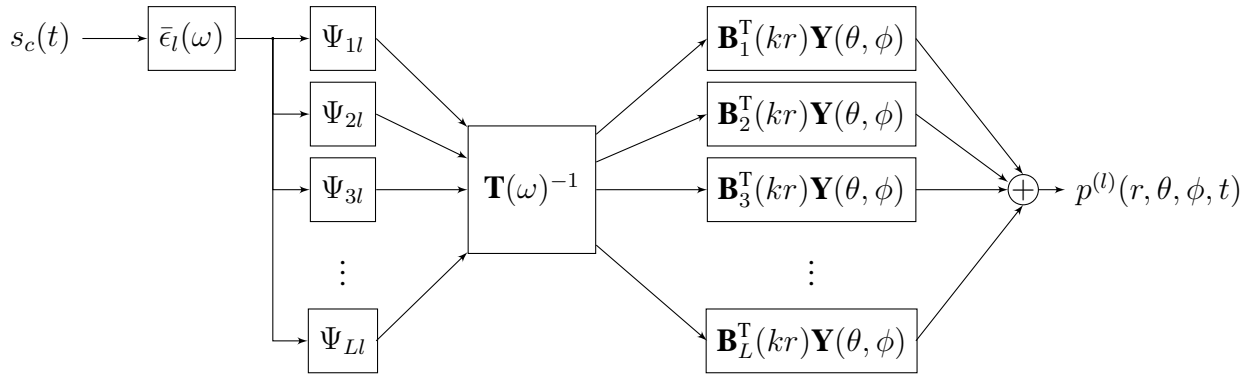 s_c(t)
ϵ̄_l(ω)
Ψ_{1l}
Ψ_{2l}
Ψ_{3l}
⋮
Ψ_{Ll}
𝐓(ω)^{−1}
𝐁_1^T(kr)𝐘(θ, ϕ)
𝐁_2^T(kr)𝐘(θ, ϕ)
𝐁_3^T(kr)𝐘(θ, ϕ)
⋮
𝐁_L^T(kr)𝐘(θ, ϕ)
+
p^{(l)}(r, θ, ϕ, t)